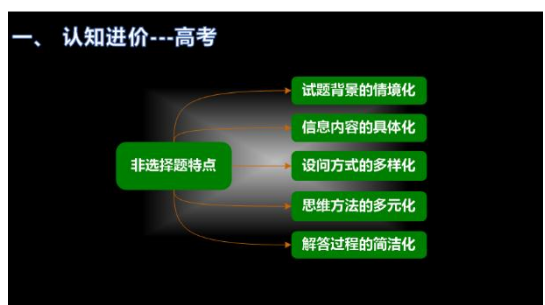 一、 认知进价---高考
试题背景的情境化
信息内容的具体化
非选择题特点
设问方式的多样化
思维方法的多元化
解答过程的简洁化